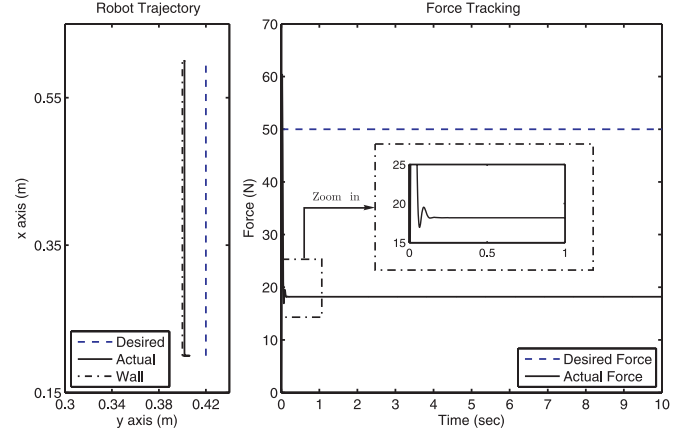 Robot Trajectory
0.55
0.35
0.15
x axis (m)
0.3 0.34 0.38 0.42
y axis (m)
Desired
Actual
Wall
Force Tracking
70
60
50
40
30
20
10
0
Force (N)
0 1 2 3 4 5 6 7 8 9 10
Time (sec)
Zoom in
25
20
15
0 0.5 1
Desired Force
Actual Force